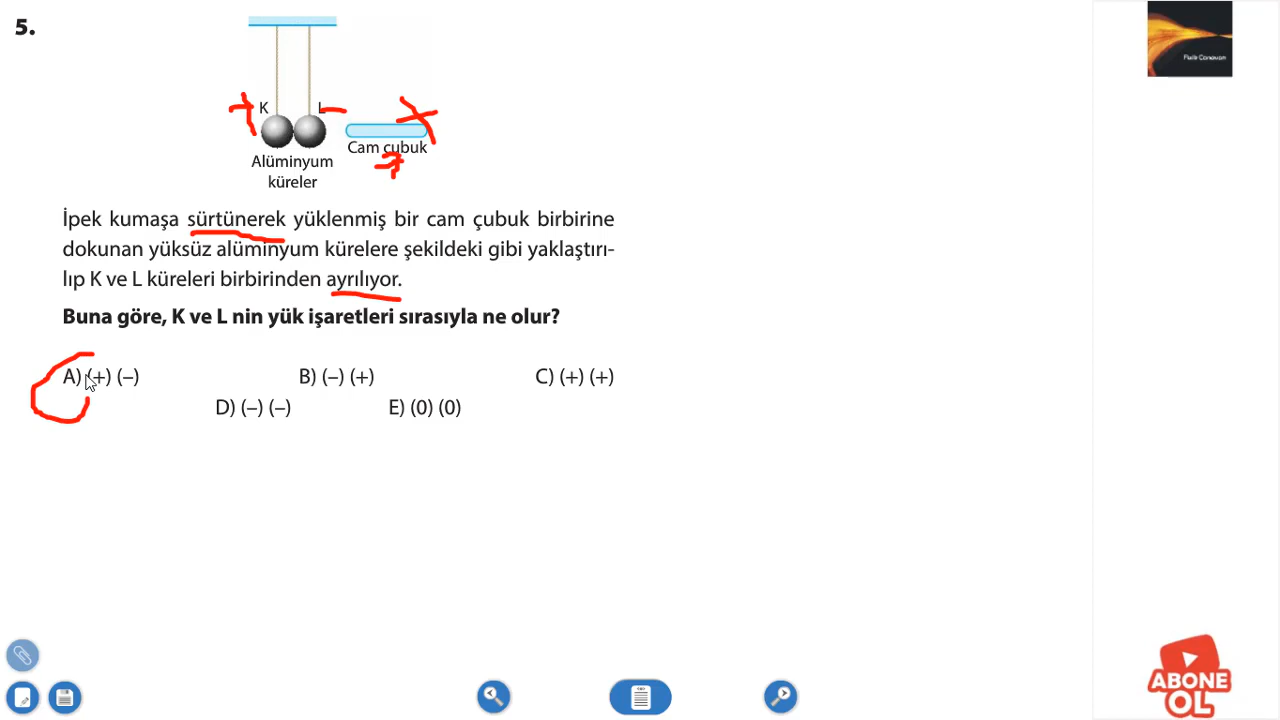 5.
K
L
Alüminyum
küreler
Cam çubuk
İpek kumaşa sürtünerek yüklenmiş bir cam çubuk birbirine
dokunan yüksüz alüminyum kürelere şekildeki gibi yaklaştırı-
lıp K ve L küreleri birbirinden ayrılıyor.
Buna göre, K ve L nin yük işaretleri sırasıyla ne olur?
A) (+) (–) B) (–) (+) C) (+) (+)
D) (–) (–) E) (0) (0)
ABONE
OL